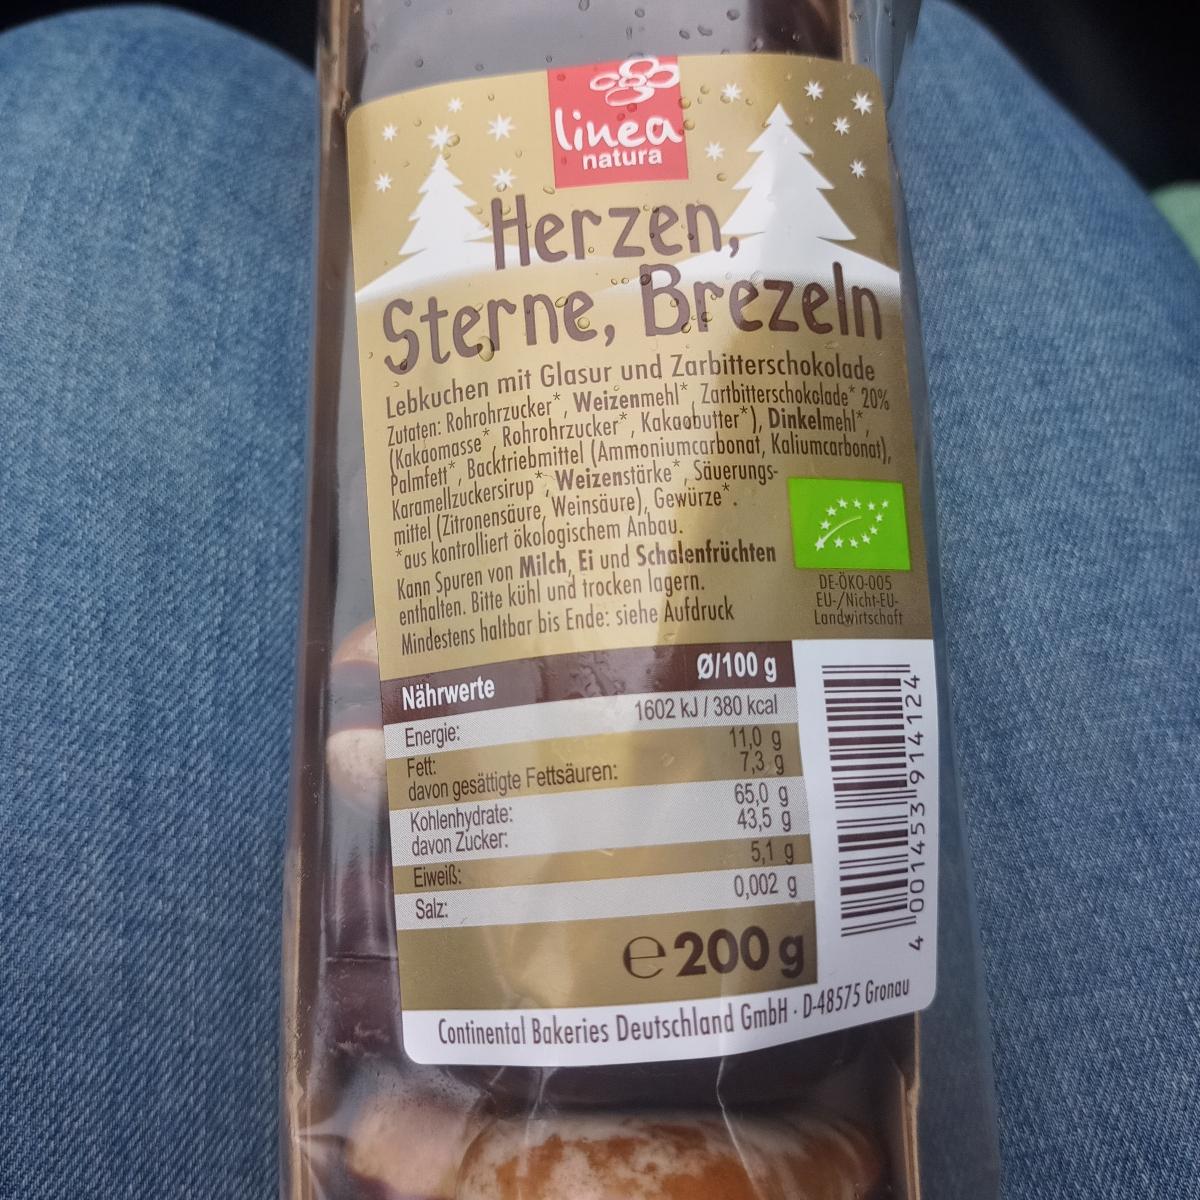 linea
natura
Herzen,
Sterne, Brezeln
Lebkuchen mit Glasur und Zarbitterschokolade
Zutaten: Rohrohrzucker*, Weizenmehl* Zartbitterschokolade* 20%
(Kakaomasse* Rohrohrzucker*, Kakaobutter*), Dinkelmehl*,
Palmfett*, Backtriebmittel (Ammoniumcarbonat, Kaliumcarbonat),
Karamellzuckersirup*, Weizenstärke*, Säuerungs-
mittel (Zitronensäure, Weinsäure), Gewürze*.
*aus kontrolliert ökologischem Anbau.
Kann Spuren von Milch, Ei und Schalenfrüchten
enthalten. Bitte kühl und trocken lagern.
Mindestens haltbar bis Ende: siehe Aufdruck
DE-ÖKO-005
EU-/Nicht-EU-
Landwirtschaft
Nährwerte Ø/100 g
Energie: 1602 kJ / 380 kcal
Fett: 11,0 g
davon gesättigte Fettsäuren: 7,3 g
Kohlenhydrate: 65,0 g
davon Zucker: 43,5 g
Eiweiß: 5,1 g
Salz: 0,002 g
e 200 g
4 001453 914124
Continental Bakeries Deutschland GmbH · D-48575 Gronau